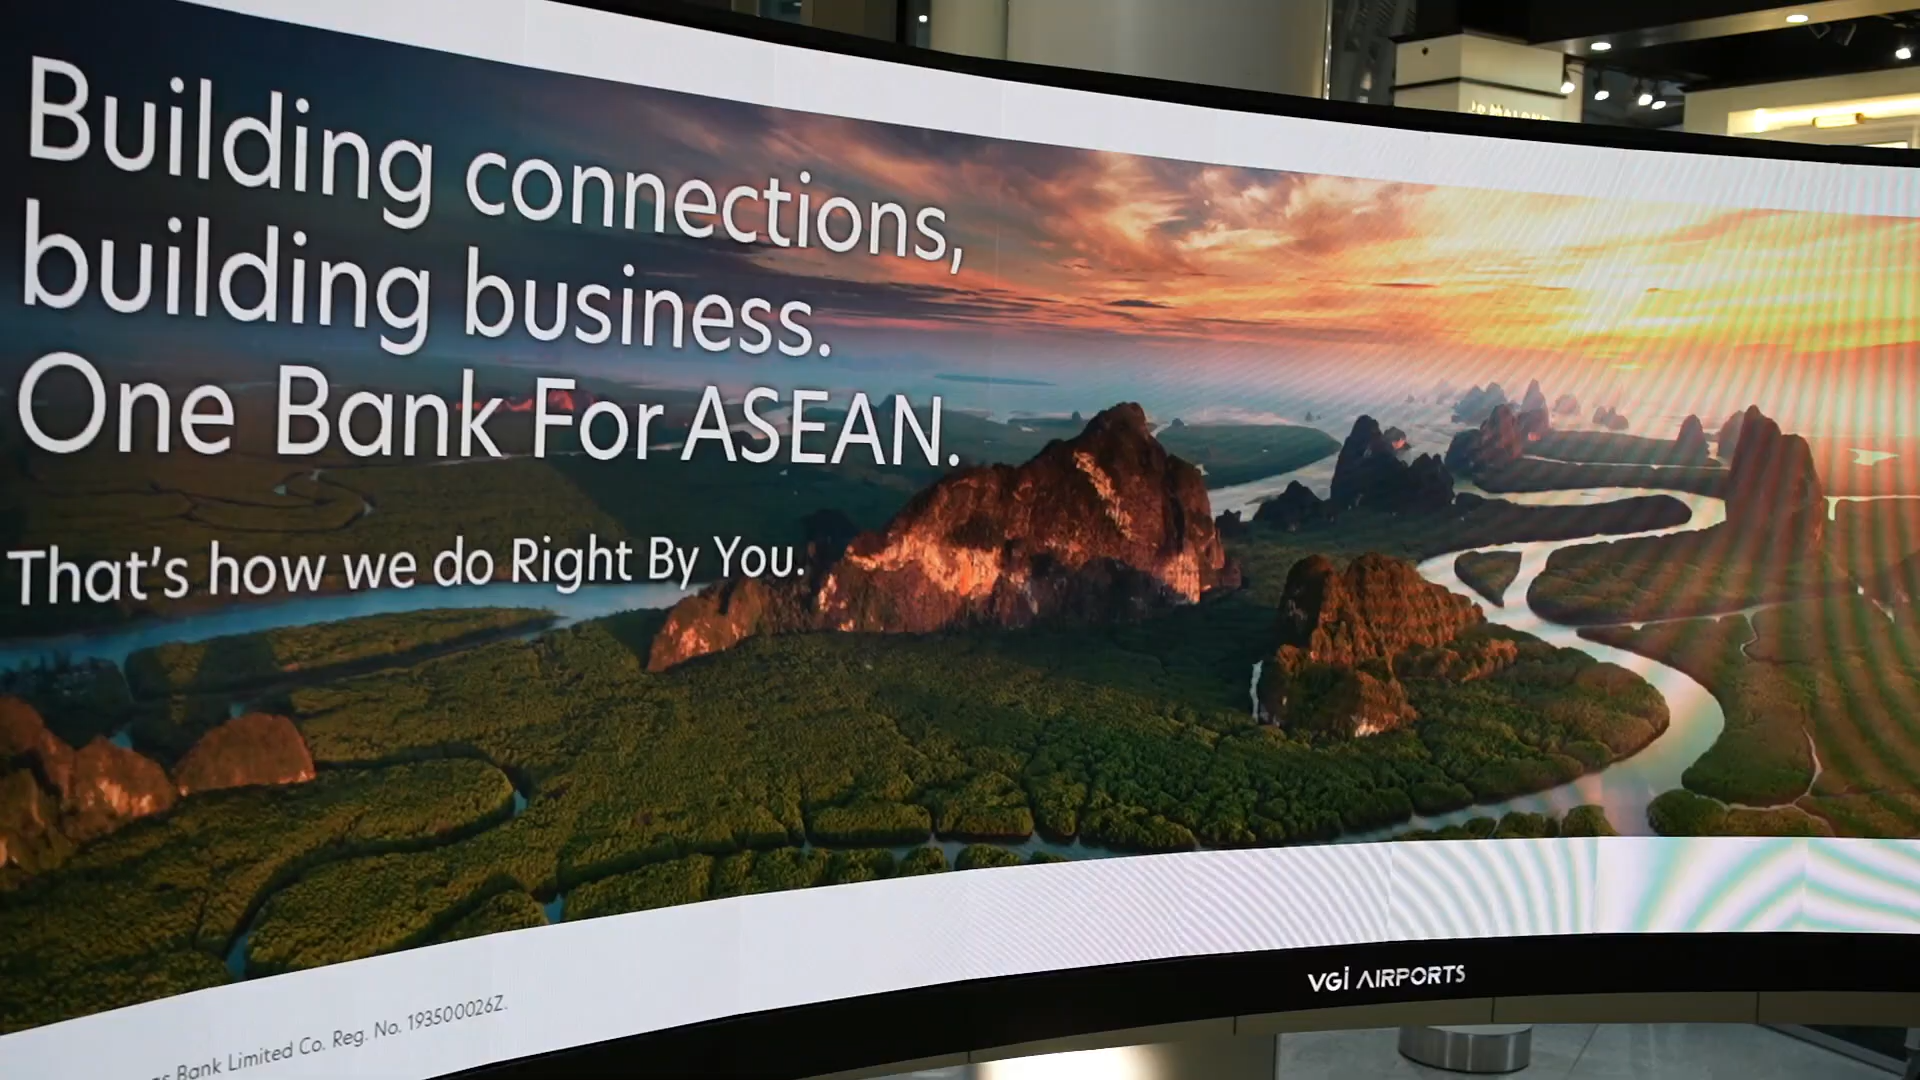 Building connections,
building business.
One Bank For ASEAN.
That's how we do Right By You.
Bank Limited Co. Reg. No. 193500026Z.
VGI AIRPORTS